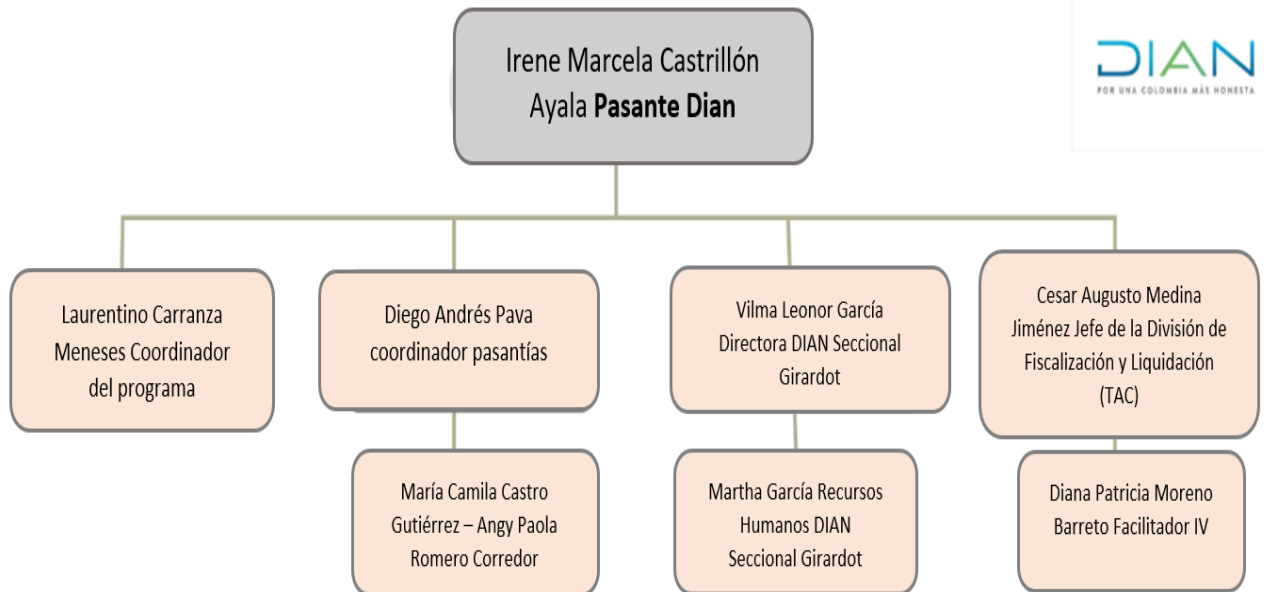 Irene Marcela Castrillón
Ayala Pasante Dian
DIAN
POR UNA COLOMBIA MÁS HONESTA
Laurentino Carranza
Meneses Coordinador
del programa
Diego Andrés Pava
coordinador pasantías
Vilma Leonor García
Directora DIAN Seccional
Girardot
Cesar Augusto Medina
Jiménez Jefe de la División de
Fiscalización y Liquidación
(TAC)
María Camila Castro
Gutiérrez – Angy Paola
Romero Corredor
Martha García Recursos
Humanos DIAN
Seccional Girardot
Diana Patricia Moreno
Barreto Facilitador IV